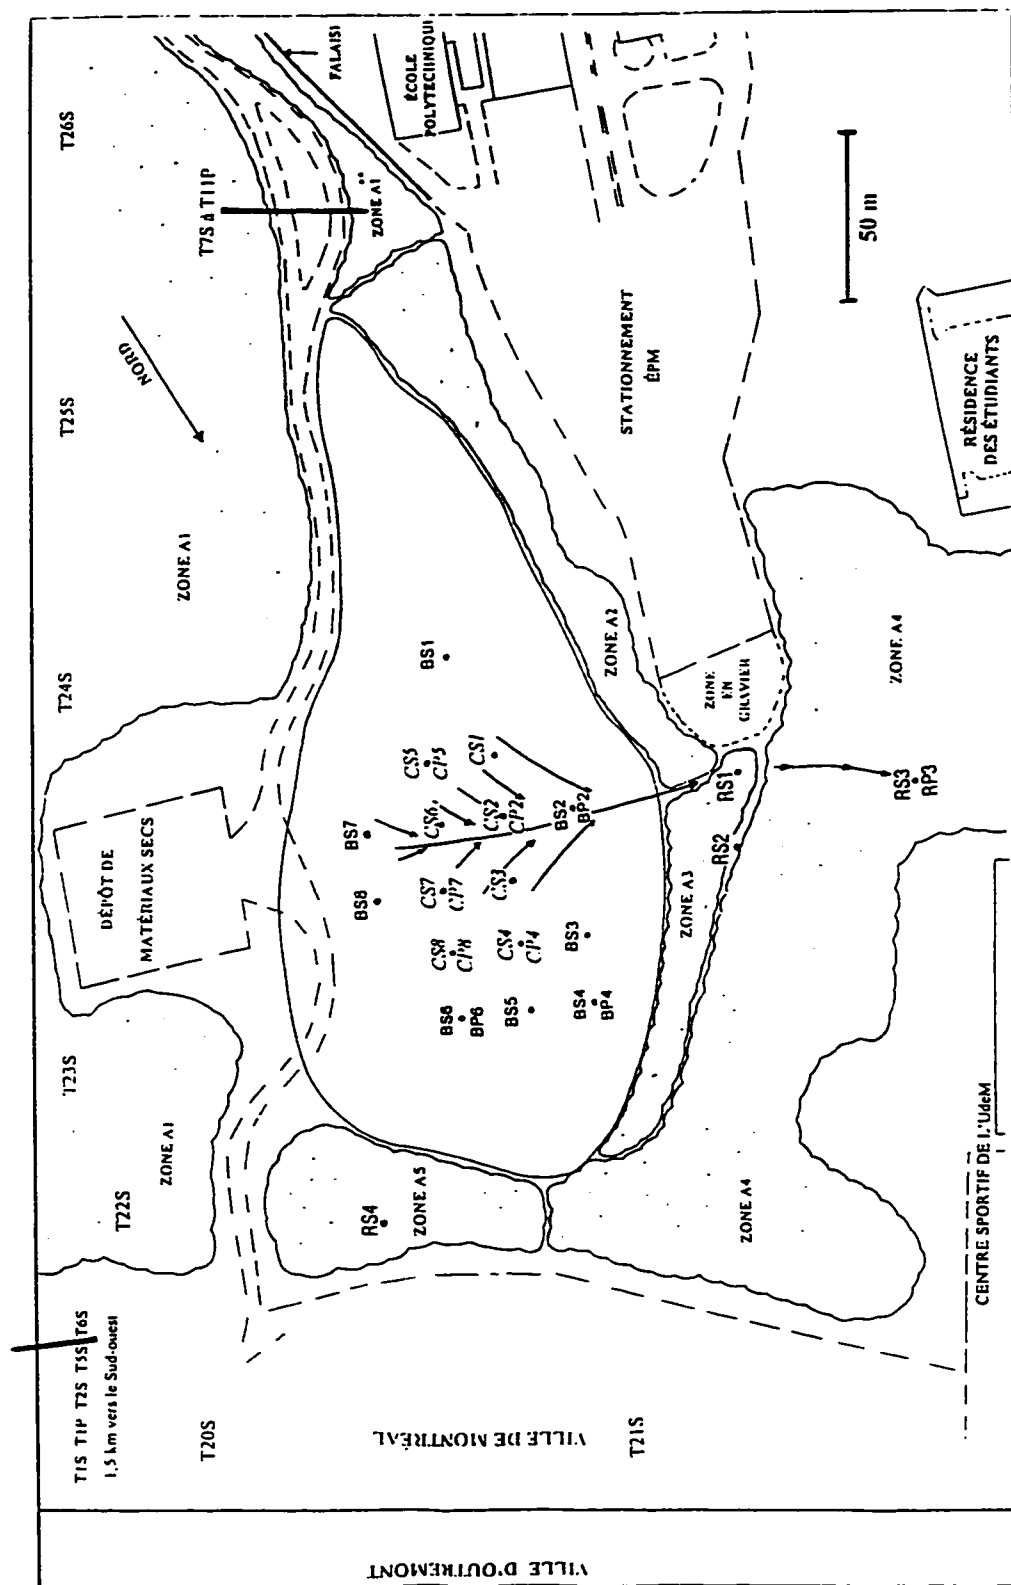 T26S
T7S à T11P
FALAISE
ÉCOLE
POLYTECHNIQUE
ZONE A1
50 m
NORD
T25S
STATIONNEMENT
ÉPM
RÉSIDENCE
DES ÉTUDIANTS
ZONE A1
T24S
BS1
ZONE A2
ZONE
EN
GRAVIER
ZONE A4
DÉPÔT DE
MATÉRIAUX SECS
BS7
BS8
CS5
CP5
CS1
CS6
CS2
CP2
BS2
BP2
CS7
CP7
CS3
CS8
CP8
CS4
CP4
BS3
BS6
BP6
BS5
BS4
BP4
RS1
RS2
ZONE A3
RS3
RP3
T23S
ZONE A1
T22S
RS4
ZONE A5
ZONE A4
CENTRE SPORTIF DE L'UdeM
T1S T1P T2S T5S T6S
1,5 km vers le Sud-ouest
T20S
VILLE DE MONTRÉAL
T21S
VILLE D'OUTREMONT